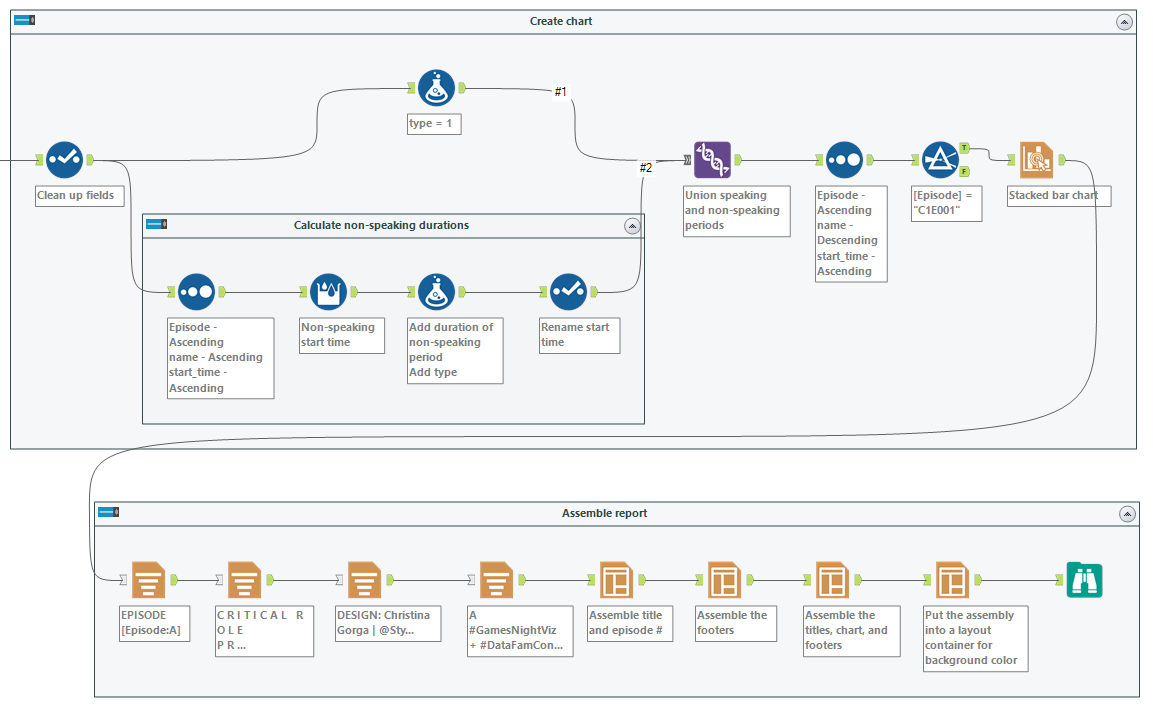 Create chart
#1
type = 1
#2
Clean up fields
Union speaking
and non-speaking
periods
Episode -
Ascending
name -
Descending
start_time -
Ascending
T
F
[Episode] =
"C1E001"
Stacked bar chart
Calculate non-speaking durations
Episode -
Ascending
name - Ascending
start_time -
Ascending
Non-speaking
start time
Add duration of
non-speaking
period
Add type
Rename start
time
Assemble report
EPISODE
[Episode:A]
C R I T I C A L R
O L E
P R ...
DESIGN: Christina
Gorga | @Sty...
A
#GamesNightViz
+ #DataFamCon...
Assemble title
and episode #
Assemble the
footers
Assemble the
titles, chart, and
footers
Put the assembly
into a layout
container for
background color